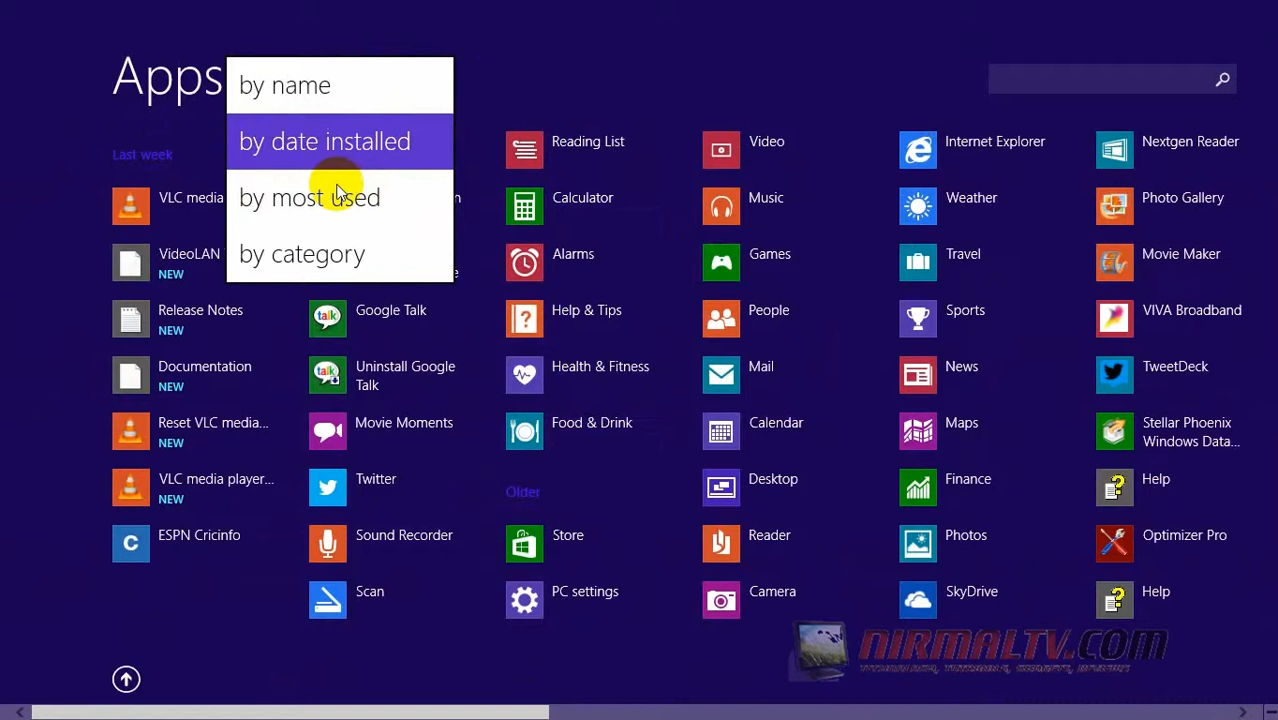 Apps
by name
by date installed
by most used
by category
Last week
VLC media
VideoLAN
NEW
Release Notes
NEW
Documentation
NEW
Reset VLC media...
NEW
VLC media player...
NEW
ESPN Cricinfo
Google Talk
Uninstall Google
Talk
Movie Moments
Twitter
Sound Recorder
Scan
Reading List
Calculator
Alarms
Help & Tips
Health & Fitness
Food & Drink
Older
Store
PC settings
Video
Music
Games
People
Mail
Calendar
Desktop
Reader
Camera
Internet Explorer
Weather
Travel
Sports
News
Maps
Finance
Photos
SkyDrive
Nextgen Reader
Photo Gallery
Movie Maker
VIVA Broadband
TweetDeck
Stellar Phoenix
Windows Data...
Help
Optimizer Pro
Help
talk
talk
NIRMALTV.COM